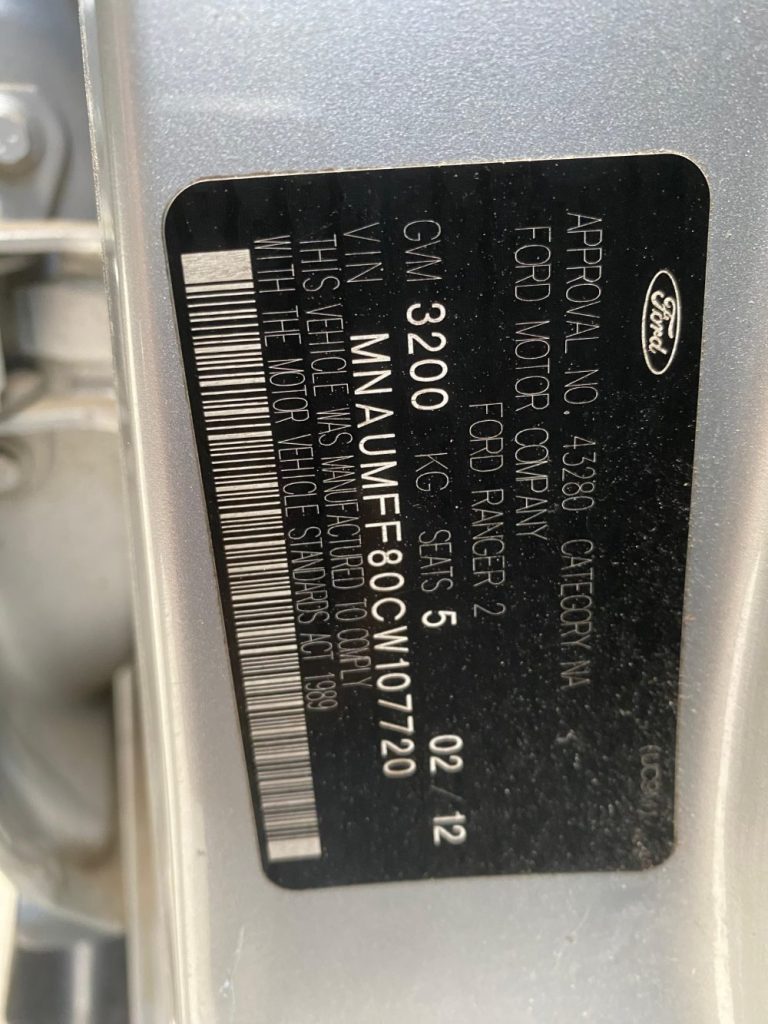 Ford
APPROVAL NO. 43280 CATEGORY NA
FORD MOTOR COMPANY
FORD RANGER 2
GVM 3200 KG SEATS 5 02/12
VIN MNAUMFF80CW107720
THIS VEHICLE WAS MANUFACTURED TO COMPLY
WITH THE MOTOR VEHICLE STANDARDS ACT 1989